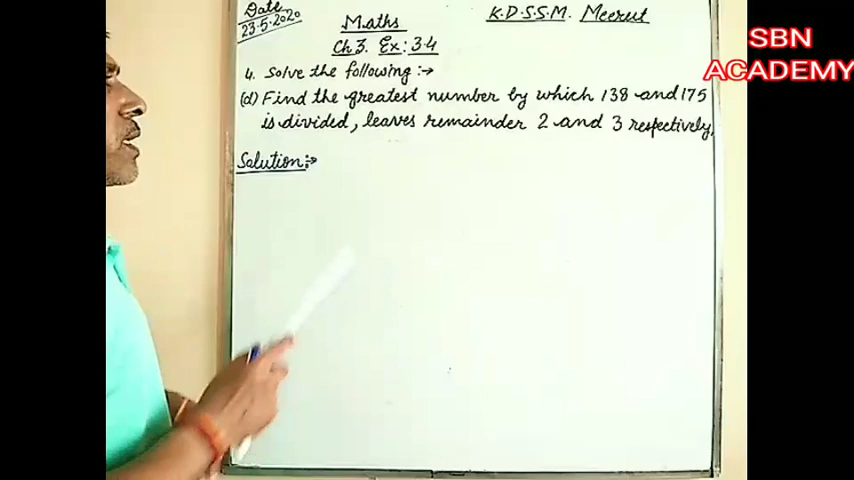 Date
23.5.2020
Maths
K.D.S.S.M. Meerut
Ch 3. Ex: 3.4
SBN
ACADEMY
4. Solve the following :→
(d) Find the greatest number by which 138 and 175
is divided, leaves remainder 2 and 3 respectively,
Solution :→